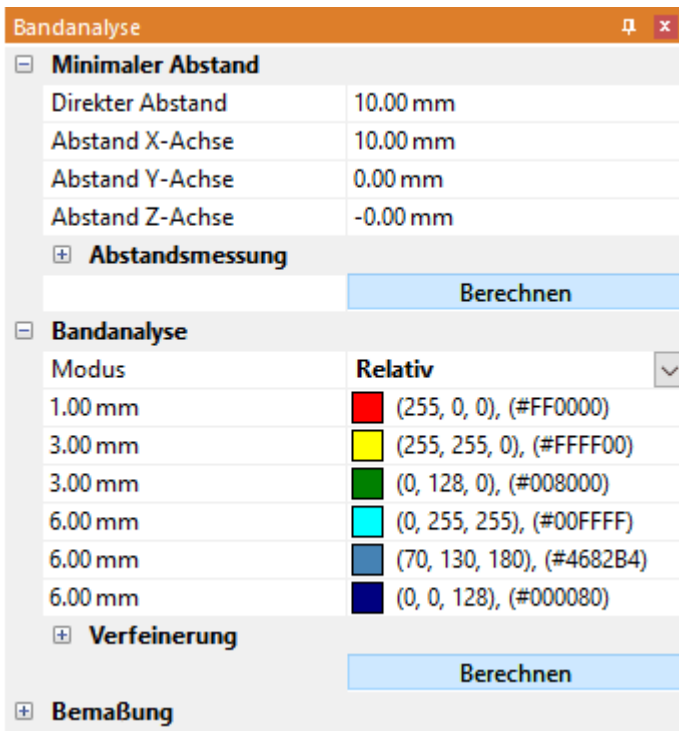 Bandanalyse
Minimaler Abstand
Direkter Abstand 10.00 mm
Abstand X-Achse 10.00 mm
Abstand Y-Achse 0.00 mm
Abstand Z-Achse -0.00 mm
Abstandsmessung
Berechnen
Bandanalyse
Modus Relativ
1.00 mm (255, 0, 0), (#FF0000)
3.00 mm (255, 255, 0), (#FFFF00)
3.00 mm (0, 128, 0), (#008000)
6.00 mm (0, 255, 255), (#00FFFF)
6.00 mm (70, 130, 180), (#4682B4)
6.00 mm (0, 0, 128), (#000080)
Verfeinerung
Berechnen
Bemaßung